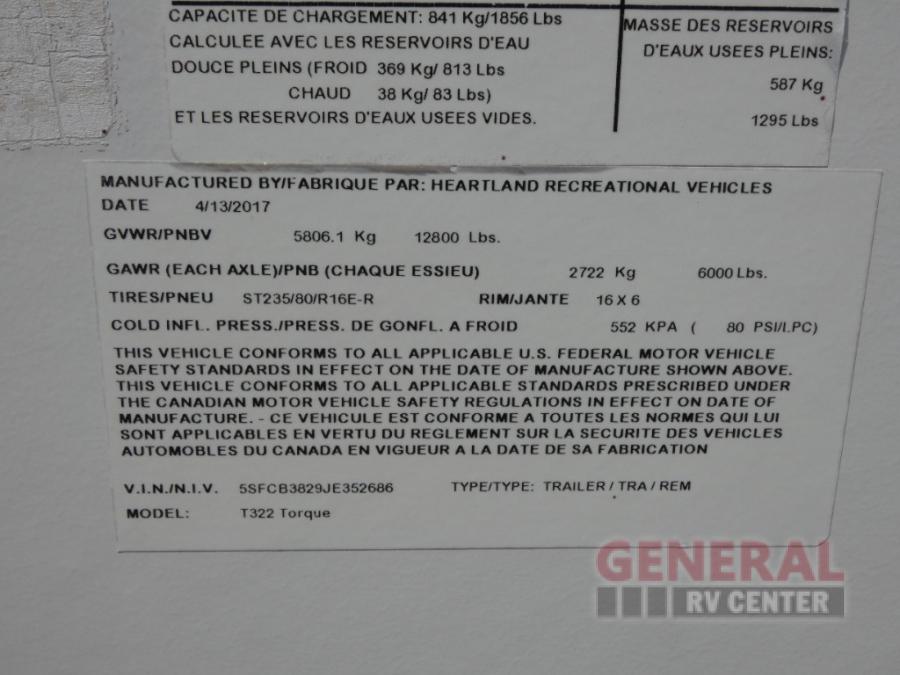 CAPACITE DE CHARGEMENT: 841 Kg/1856 Lbs
CALCULEE AVEC LES RESERVOIRS D'EAU
DOUCE PLEINS (FROID 369 Kg/ 813 Lbs
CHAUD 38 Kg/ 83 Lbs)
ET LES RESERVOIRS D'EAUX USEES VIDES.
MASSE DES RESERVOIRS
D'EAUX USEES PLEINS:
587 Kg
1295 Lbs
MANUFACTURED BY/FABRIQUE PAR: HEARTLAND RECREATIONAL VEHICLES
DATE 4/13/2017
GVWR/PNBV 5806.1 Kg 12800 Lbs.
GAWR (EACH AXLE)/PNB (CHAQUE ESSIEU) 2722 Kg 6000 Lbs.
TIRES/PNEU ST235/80/R16E-R RIM/JANTE 16 X 6
COLD INFL. PRESS./PRESS. DE GONFL. A FROID 552 KPA ( 80 PSI/LPC)
THIS VEHICLE CONFORMS TO ALL APPLICABLE U.S. FEDERAL MOTOR VEHICLE
SAFETY STANDARDS IN EFFECT ON THE DATE OF MANUFACTURE SHOWN ABOVE.
THIS VEHICLE CONFORMS TO ALL APPLICABLE STANDARDS PRESCRIBED UNDER
THE CANADIAN MOTOR VEHICLE SAFETY REGULATIONS IN EFFECT ON DATE OF
MANUFACTURE. - CE VEHICULE EST CONFORME A TOUTES LES NORMES QUI LUI
SONT APPLICABLES EN VERTU DU REGLEMENT SUR LA SECURITE DES VEHICLES
AUTOMOBILES DU CANADA EN VIGUEUR A LA DATE DE SA FABRICATION
V.I.N./N.I.V. 5SFCB3829JE352686 TYPE/TYPE: TRAILER / TRA / REM
MODEL: T322 Torque
GENERAL
RV CENTER